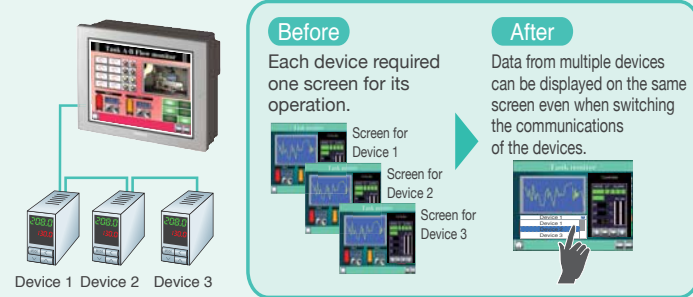 Task A-B Flow monitor
208.0
208.0
208.0
Device 1 Device 2 Device 3
Before
Each device required
one screen for its
operation.
Screen for
Device 1
Screen for
Device 2
Screen for
Device 3
After
Data from multiple devices
can be displayed on the same
screen even when switching
the communications
of the devices.
Task monitor
Device 1
Device 1
Device 3